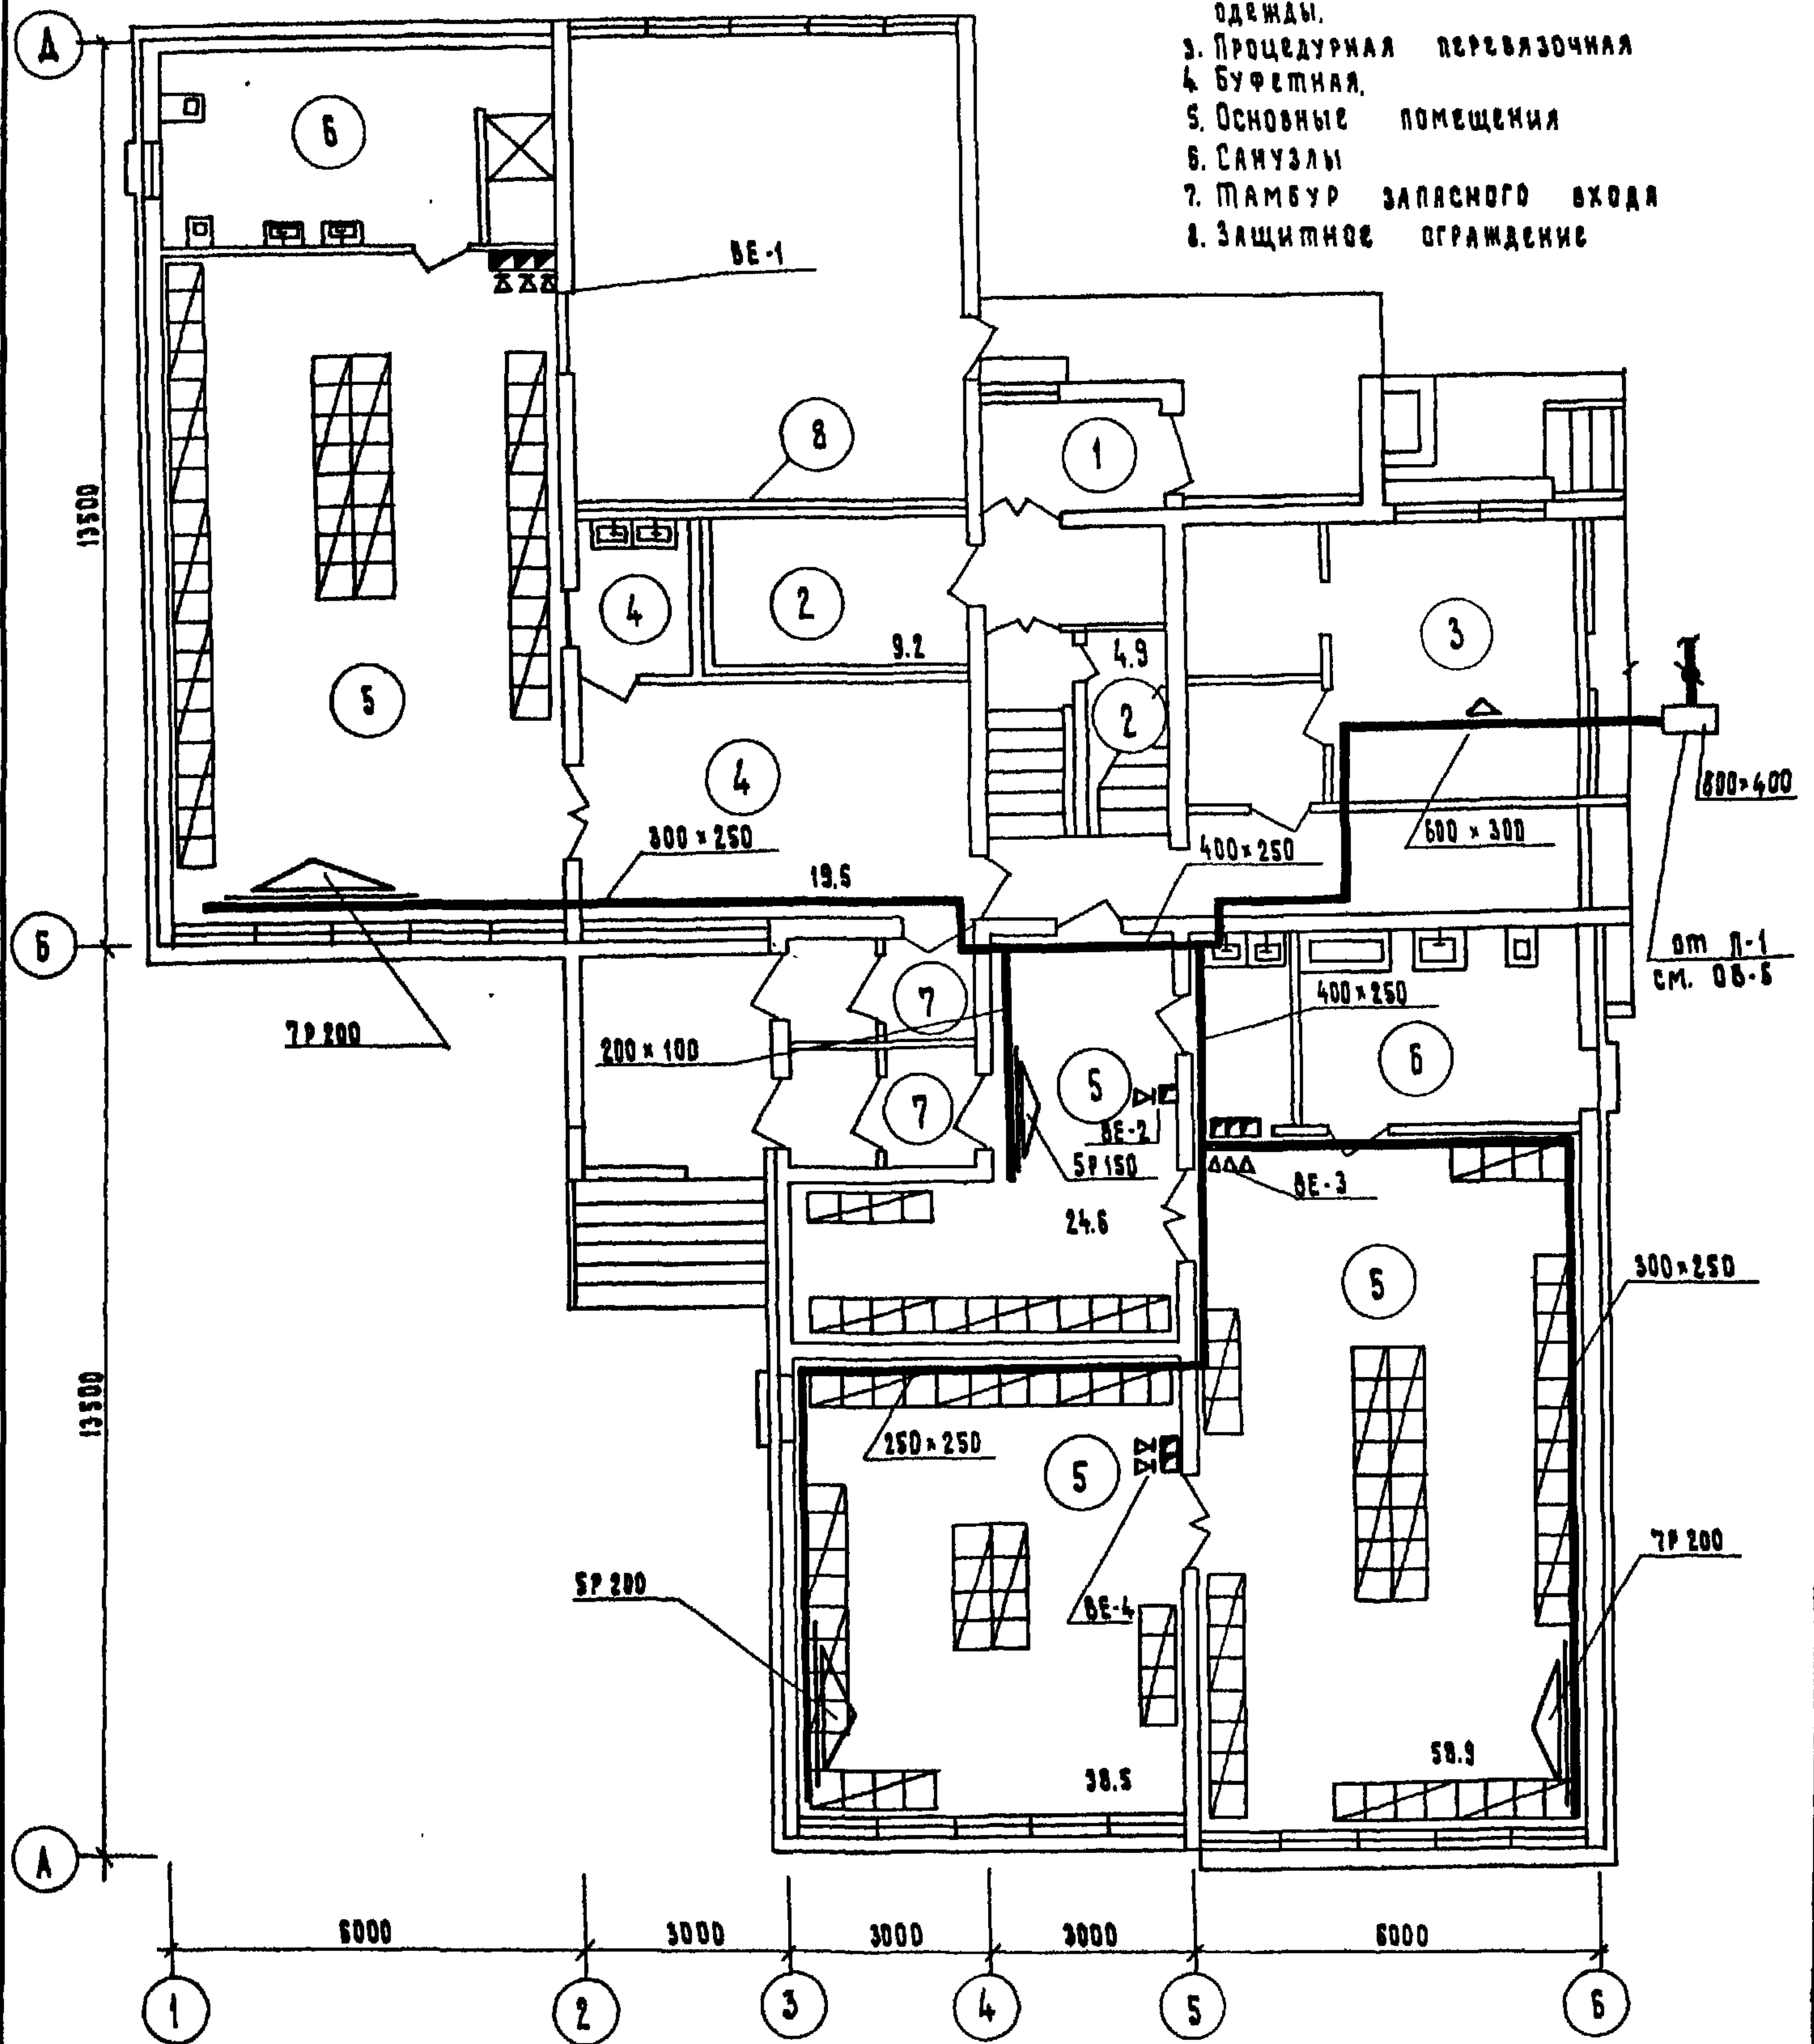 ОДЕЖДЫ.
3. ПРОЦЕДУРНАЯ ПЕРЕВЯЗОЧНАЯ
4 БУФЕТНАЯ.
5. ОСНОВНЫЕ ПОМЕЩЕНИЯ
6. САНУЗЛЫ
7. ТАМБУР ЗАПАСНОГО ВХОДА
8. ЗАЩИТНОЕ ОГРАЖДЕНИЕ
Д
6
ВЕ-1
8
1
13500
4
2
9.2
4.9
3
5
2
4
800×400
300×250
400×250
600×300
19.5
Б
от П-1
см. ОВ-5
7Р 200
7
400×250
200×100
5
6
7
ВЕ-2
5Р 150
ВЕ-3
24.6
5
300×250
13500
250×250
5
7Р 200
5Р 200
ВЕ-4
58.9
38.5
А
6000
3000
3000
3000
6000
1
2
3
4
5
6